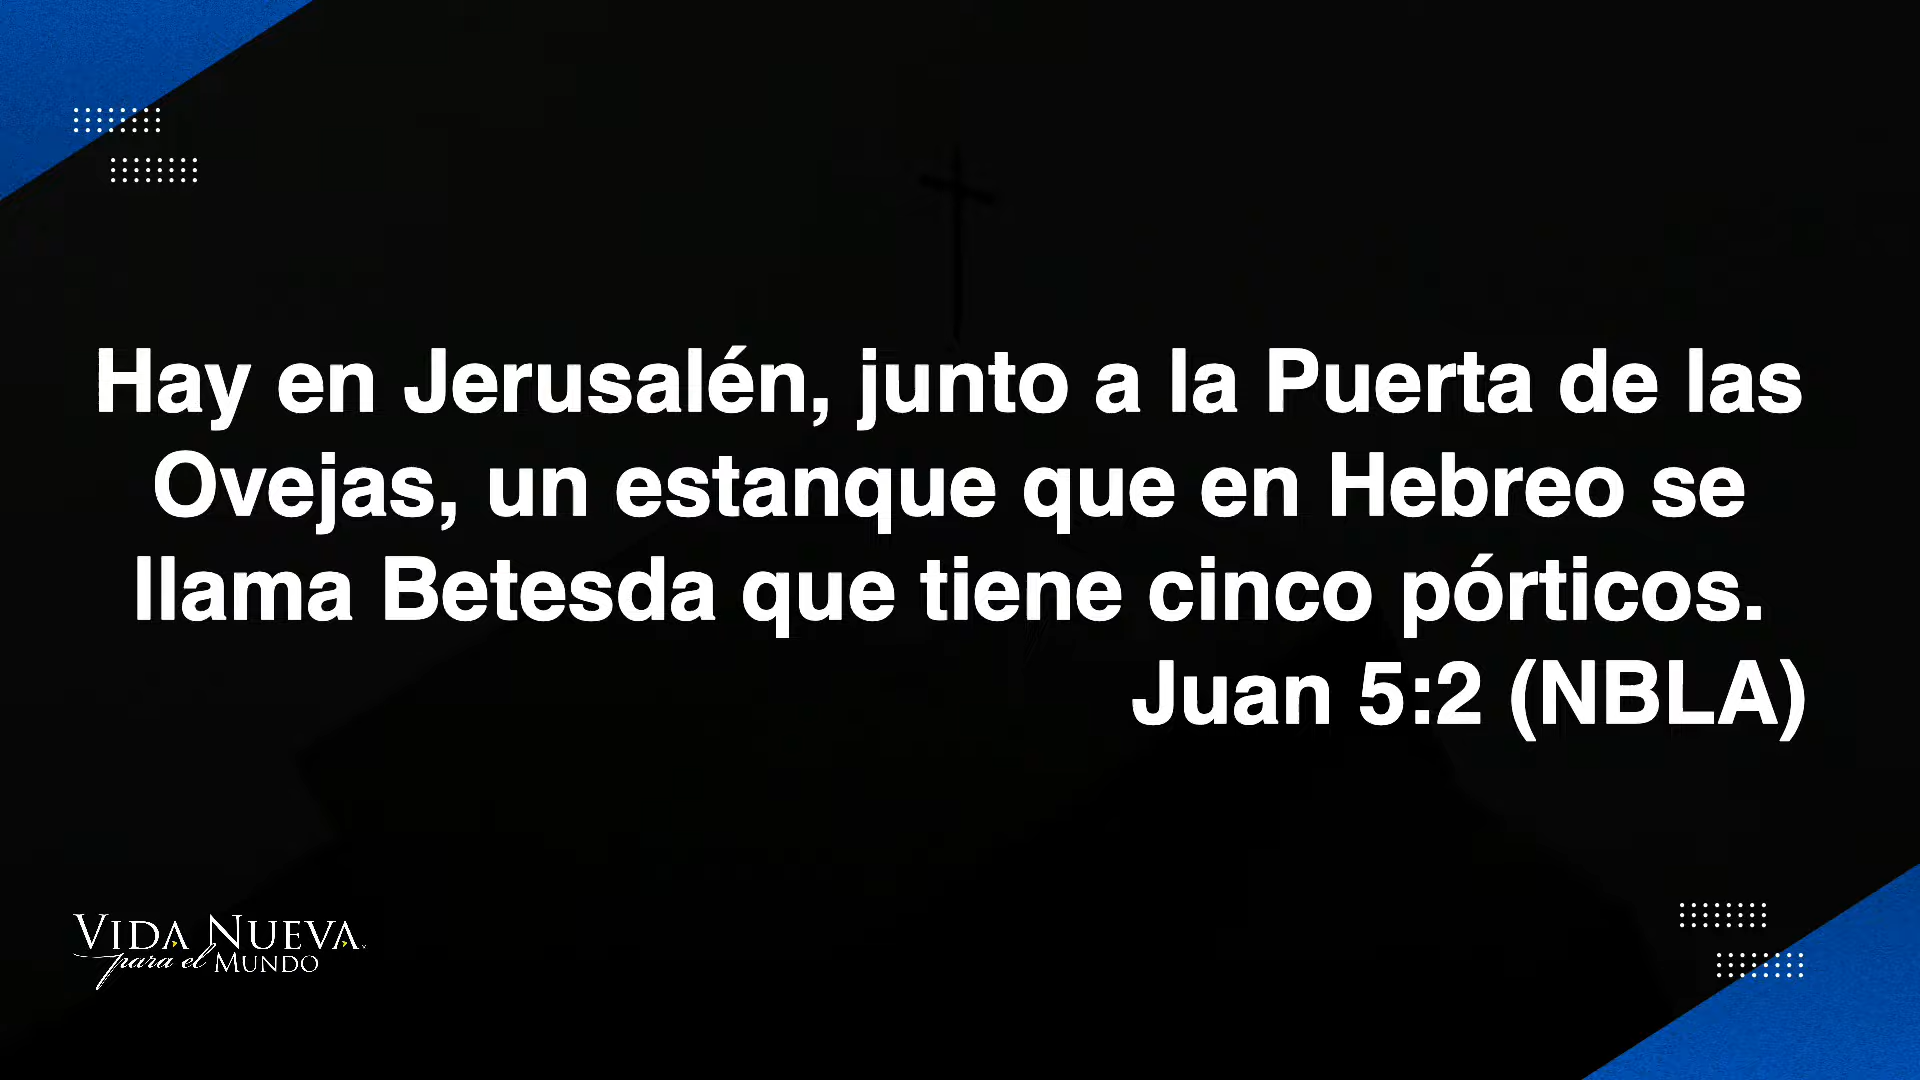 Hay en Jerusalén, junto a la Puerta de las
Ovejas, un estanque que en Hebreo se
llama Betesda que tiene cinco pórticos.
Juan 5:2 (NBLA)
VIDA NUEVA
para el MUNDO